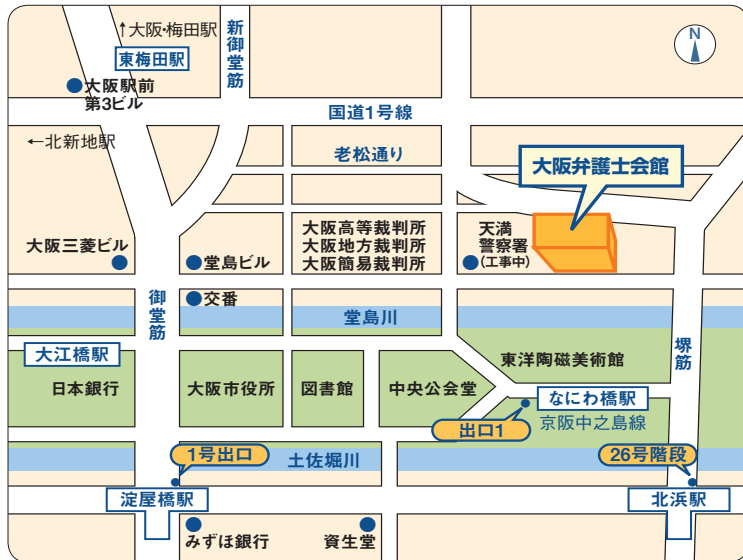 ↑大阪・梅田駅
東梅田駅
新御堂筋
N
大阪駅前
第3ビル
国道1号線
←北新地駅
老松通り
大阪弁護士会館
大阪三菱ビル
堂島ビル
大阪高等裁判所
大阪地方裁判所
大阪簡易裁判所
天満
警察署
(工事中)
御堂筋
交番
堂島川
堺筋
大江橋駅
東洋陶磁美術館
日本銀行
大阪市役所
図書館
中央公会堂
なにわ橋駅
京阪中之島線
出口1
1号出口
土佐堀川
26号階段
淀屋橋駅
北浜駅
みずほ銀行
資生堂